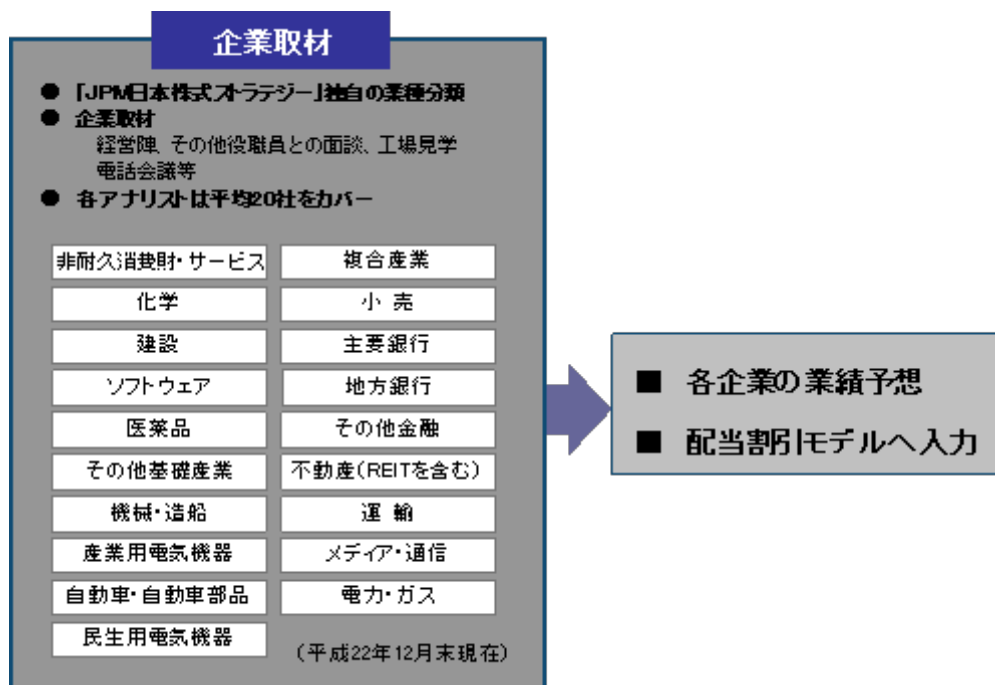 企業取材
● 「JPM日本株式ストラテジー」独自の業種分類
● 企業取材
経営陣、その他役職員との面談、工場見学
電話会議等
● 各アナリストは平均20社をカバー
非耐久消費財・サービス
複合産業
化学
小 売
建設
主要銀行
ソフトウェア
地方銀行
医薬品
その他金融
その他基礎産業
不動産(REITを含む)
機械・造船
運 輸
産業用電気機器
メディア・通信
自動車・自動車部品
電力・ガス
民生用電気機器
(平成22年12月末現在)
■ 各企業の業績予想
■ 配当割引モデルへ入力